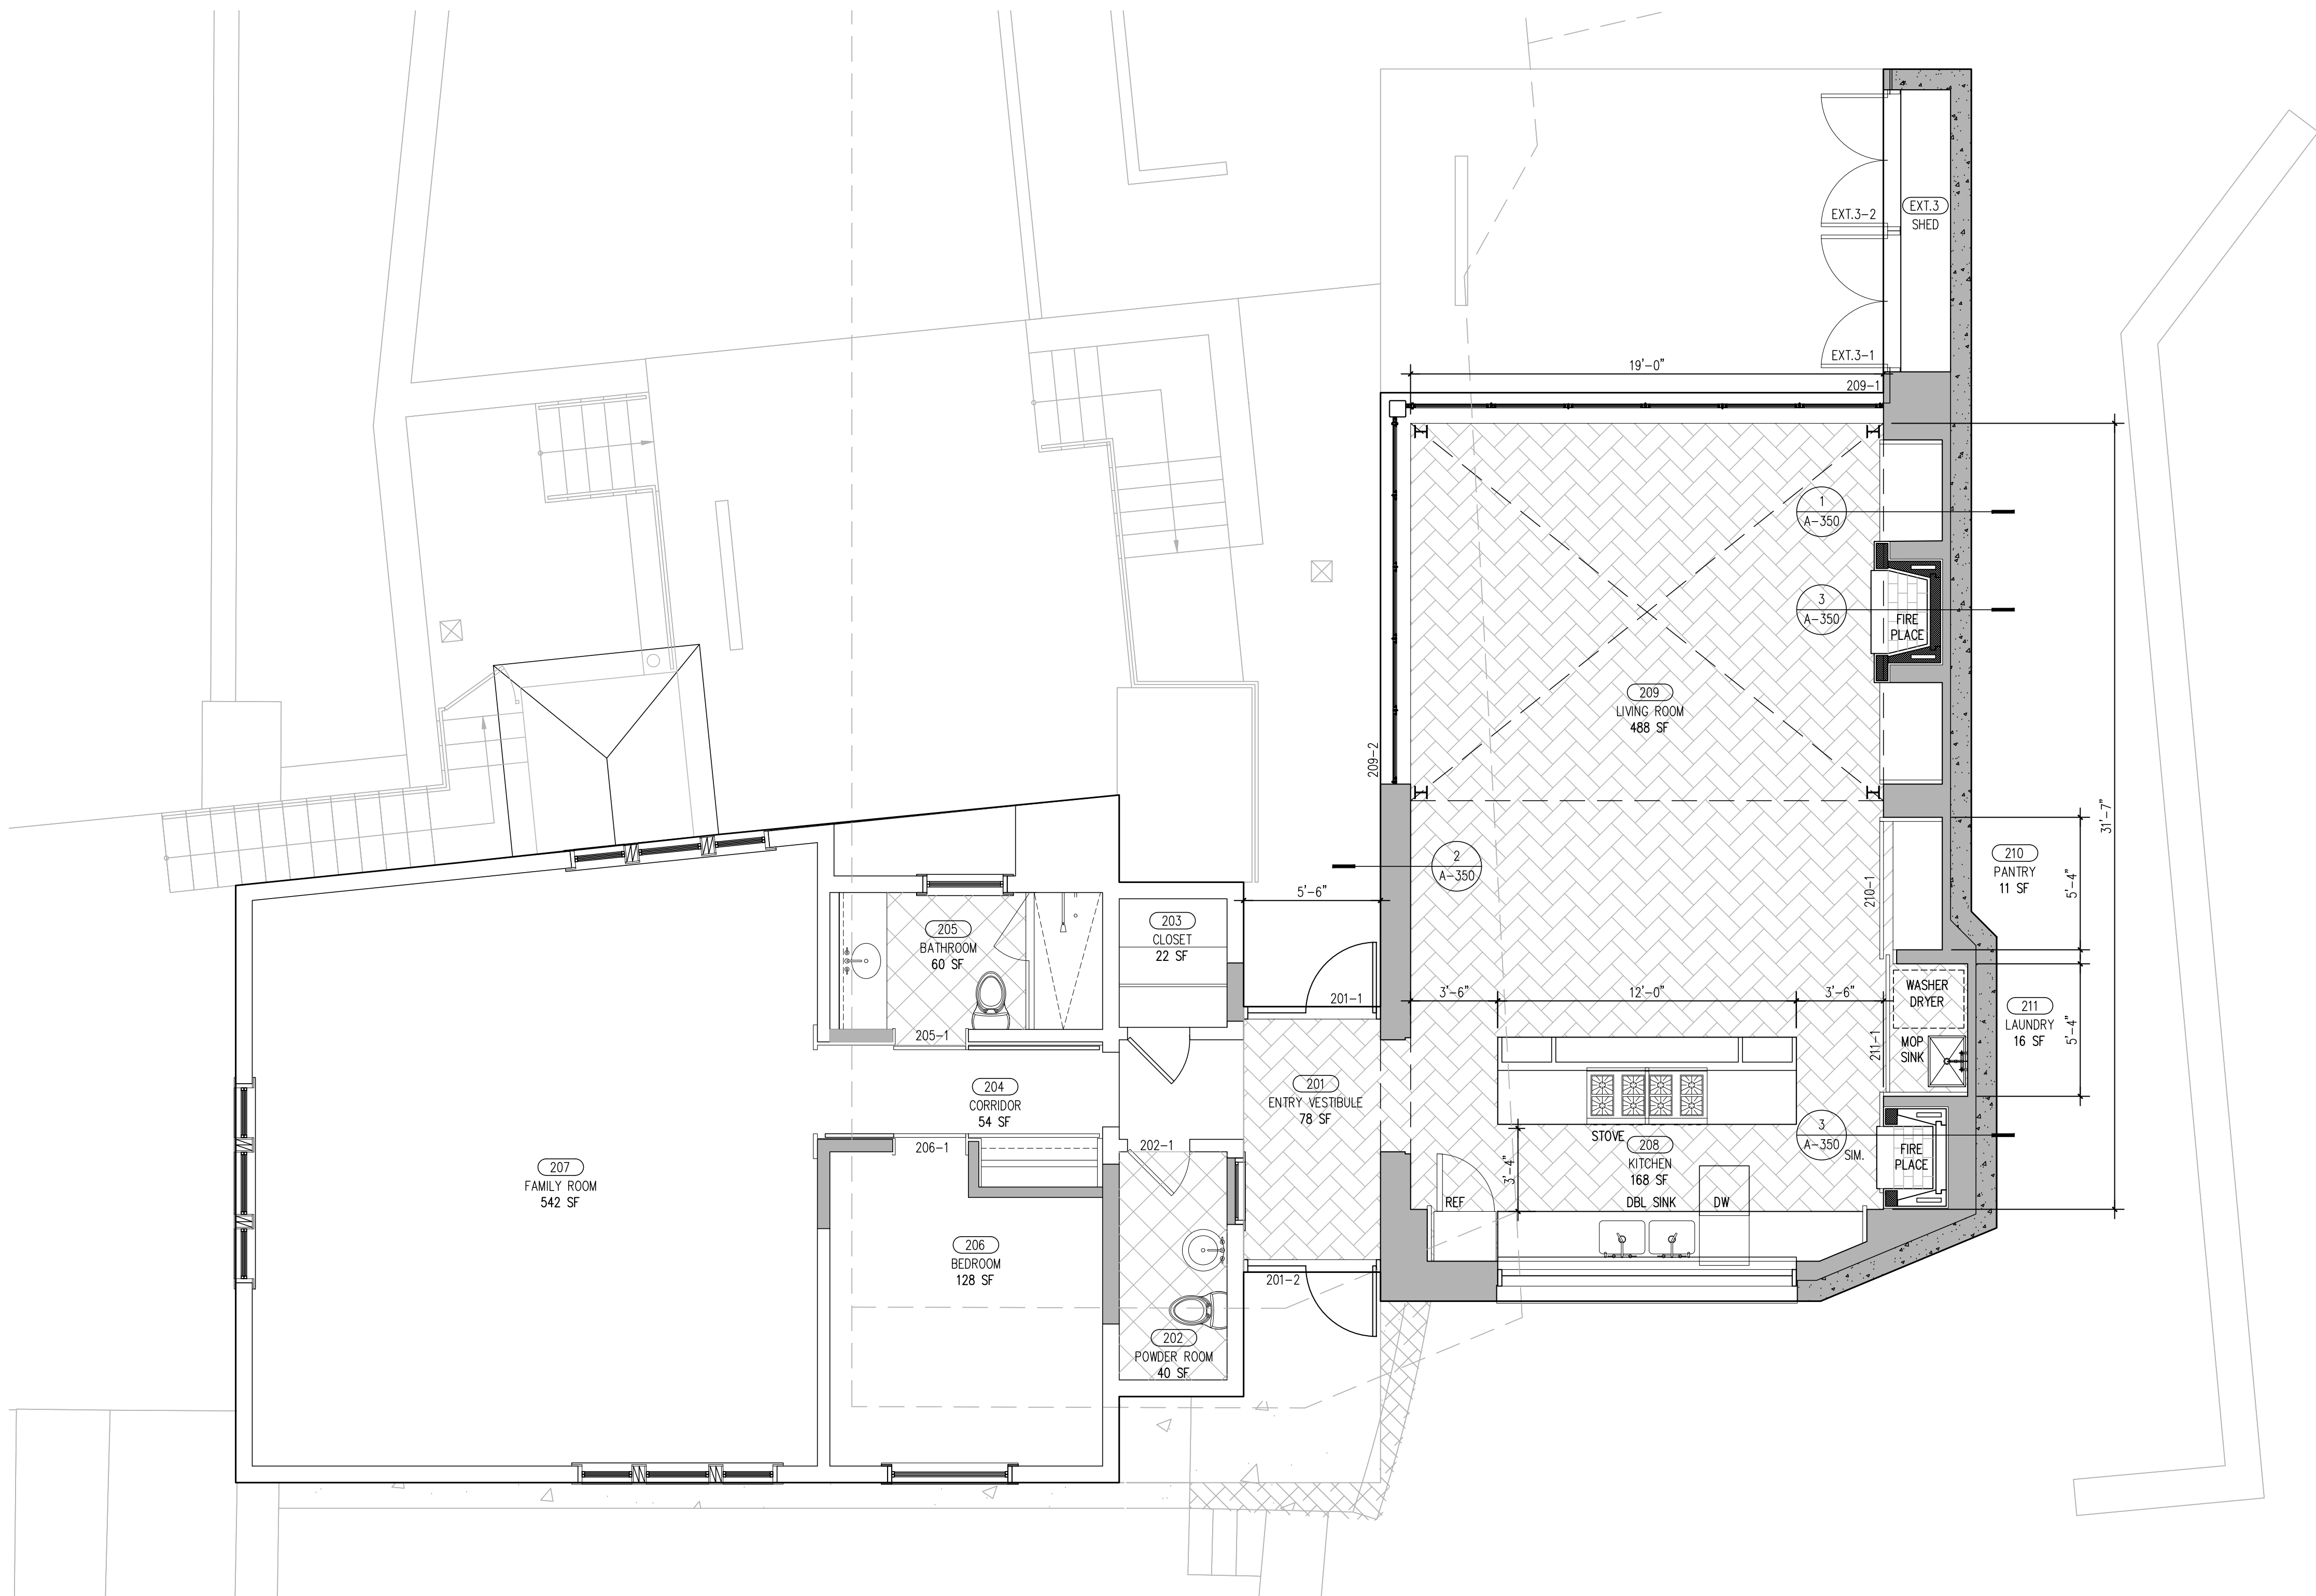 EXT.3-2
EXT.3
SHED
EXT.3-1
19'-0"
209-1
1
A-350
3
A-350
FIRE
PLACE
209
LIVING ROOM
488 SF
209-2
31'-7"
2
A-350
210-1
210
PANTRY
11 SF
5'-4"
5'-6"
203
CLOSET
22 SF
205
BATHROOM
60 SF
201-1
3'-6"
12'-0"
3'-6"
WASHER
DRYER
211
LAUNDRY
16 SF
5'-4"
MOP
SINK
211-1
205-1
204
CORRIDOR
54 SF
201
ENTRY VESTIBULE
78 SF
STOVE
3
A-350
SIM.
FIRE
PLACE
206-1
202-1
208
KITCHEN
168 SF
3'-4"
207
FAMILY ROOM
542 SF
REF
DBL SINK
DW
206
BEDROOM
128 SF
201-2
202
POWDER ROOM
40 SF